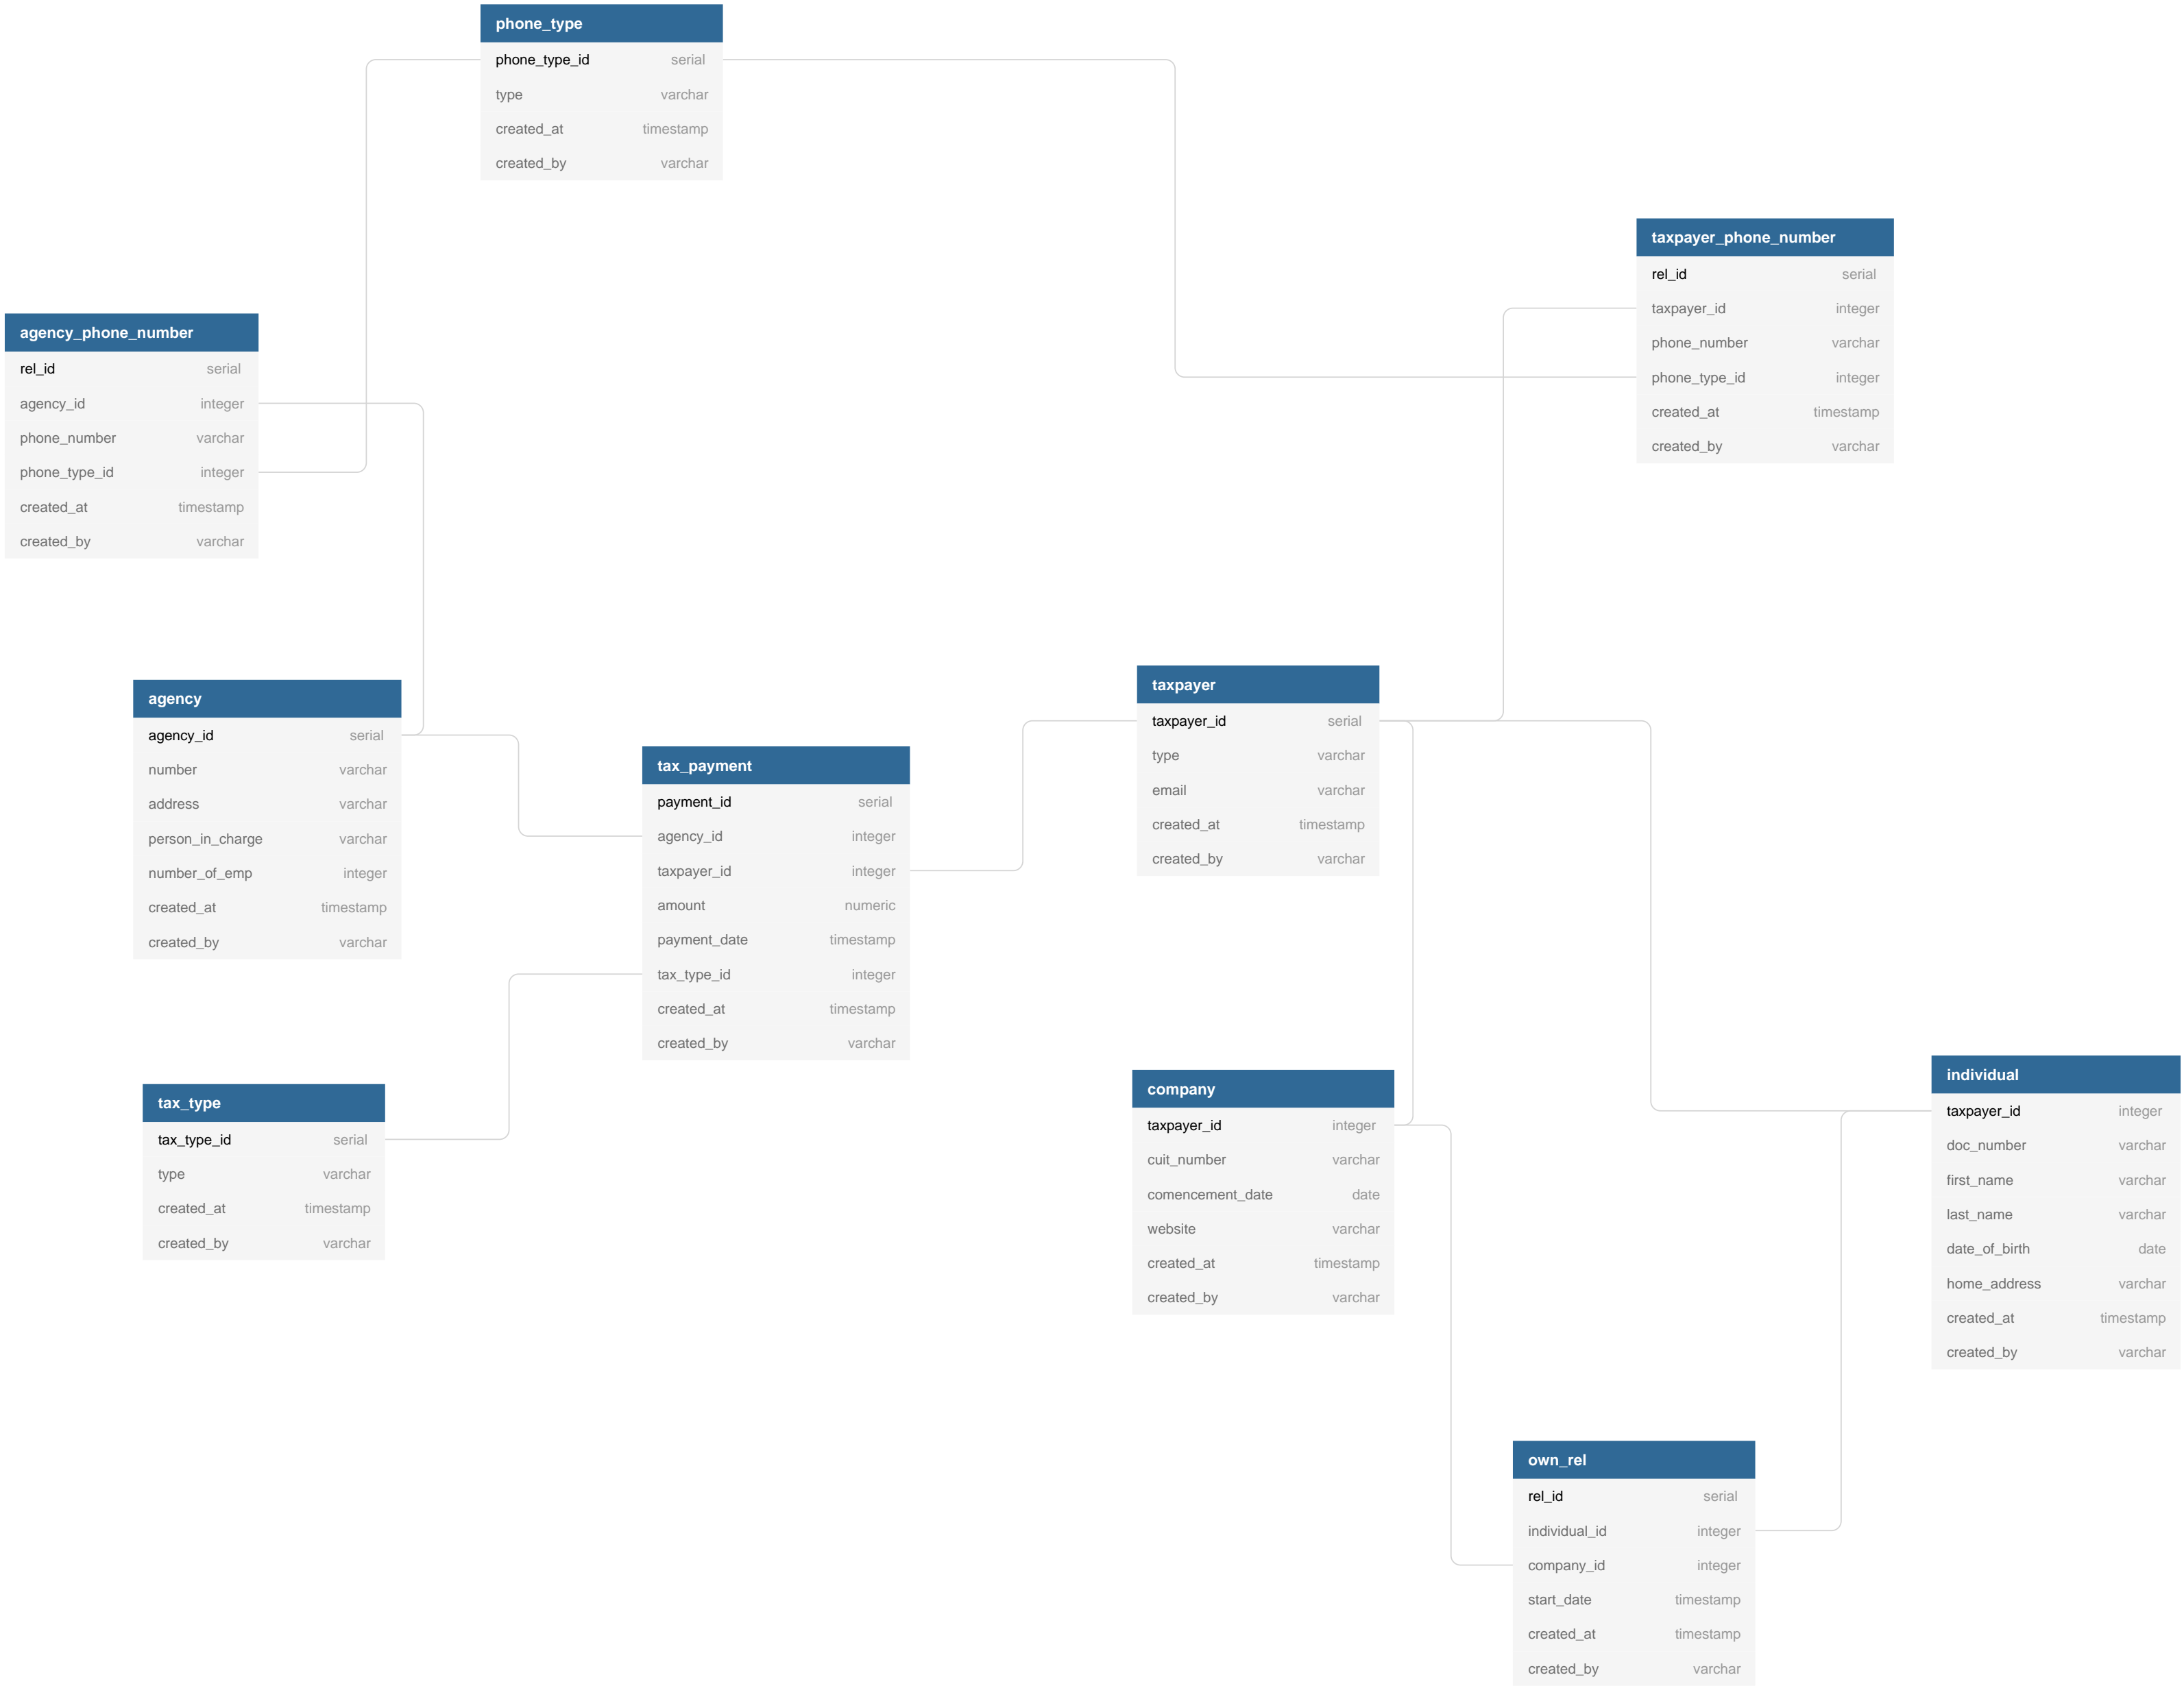 phone_type
phone_type_id serial
type varchar
created_at timestamp
created_by varchar
taxpayer_phone_number
rel_id serial
taxpayer_id integer
phone_number varchar
phone_type_id integer
created_at timestamp
created_by varchar
agency_phone_number
rel_id serial
agency_id integer
phone_number varchar
phone_type_id integer
created_at timestamp
created_by varchar
agency
agency_id serial
number varchar
address varchar
person_in_charge varchar
number_of_emp integer
created_at timestamp
created_by varchar
tax_payment
payment_id serial
agency_id integer
taxpayer_id integer
amount numeric
payment_date timestamp
tax_type_id integer
created_at timestamp
created_by varchar
taxpayer
taxpayer_id serial
type varchar
email varchar
created_at timestamp
created_by varchar
tax_type
tax_type_id serial
type varchar
created_at timestamp
created_by varchar
company
taxpayer_id integer
cuit_number varchar
comencement_date date
website varchar
created_at timestamp
created_by varchar
individual
taxpayer_id integer
doc_number varchar
first_name varchar
last_name varchar
date_of_birth date
home_address varchar
created_at timestamp
created_by varchar
own_rel
rel_id serial
individual_id integer
company_id integer
start_date timestamp
created_at timestamp
created_by varchar